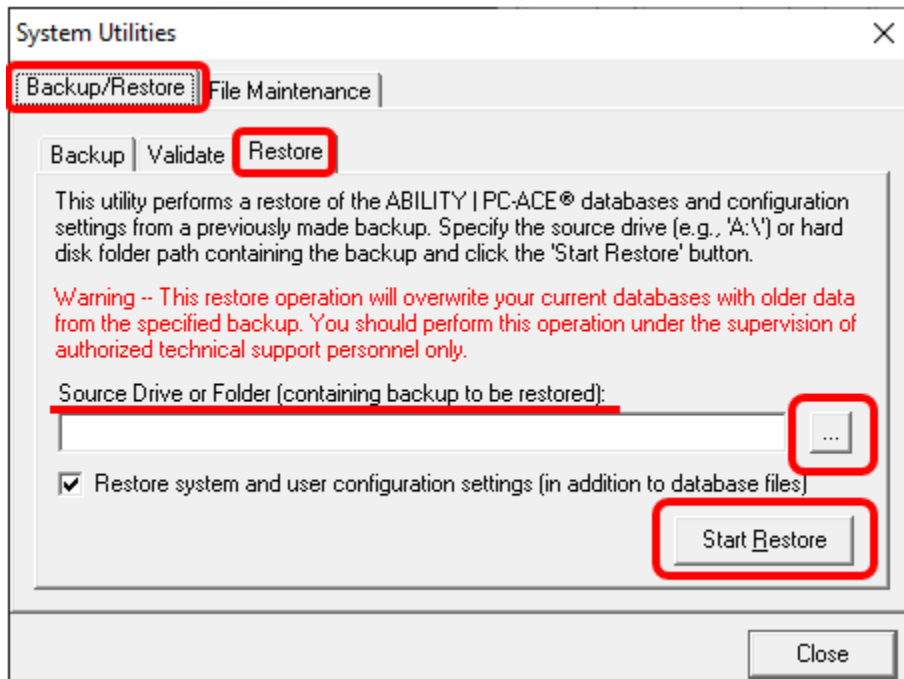 System Utilities
Backup/Restore File Maintenance
Backup Validate Restore
This utility performs a restore of the ABILITY | PC-ACE® databases and configuration
settings from a previously made backup. Specify the source drive (e.g., 'A:\') or hard
disk folder path containing the backup and click the 'Start Restore' button.
Warning -- This restore operation will overwrite your current databases with older data
from the specified backup. You should perform this operation under the supervision of
authorized technical support personnel only.
Source Drive or Folder (containing backup to be restored):
...
Restore system and user configuration settings (in addition to database files)
Start Restore
Close